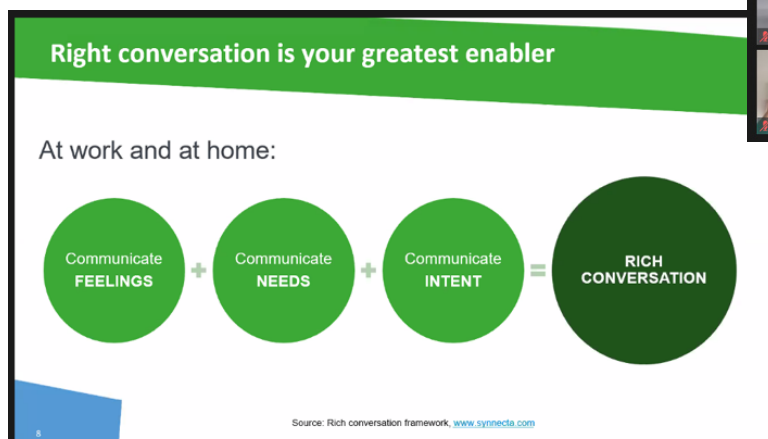 Right conversation is your greatest enabler
At work and at home:
Communicate
FEELINGS
+
Communicate
NEEDS
+
Communicate
INTENT
=
RICH
CONVERSATION
8
Source: Rich conversation framework, www.synnecta.com